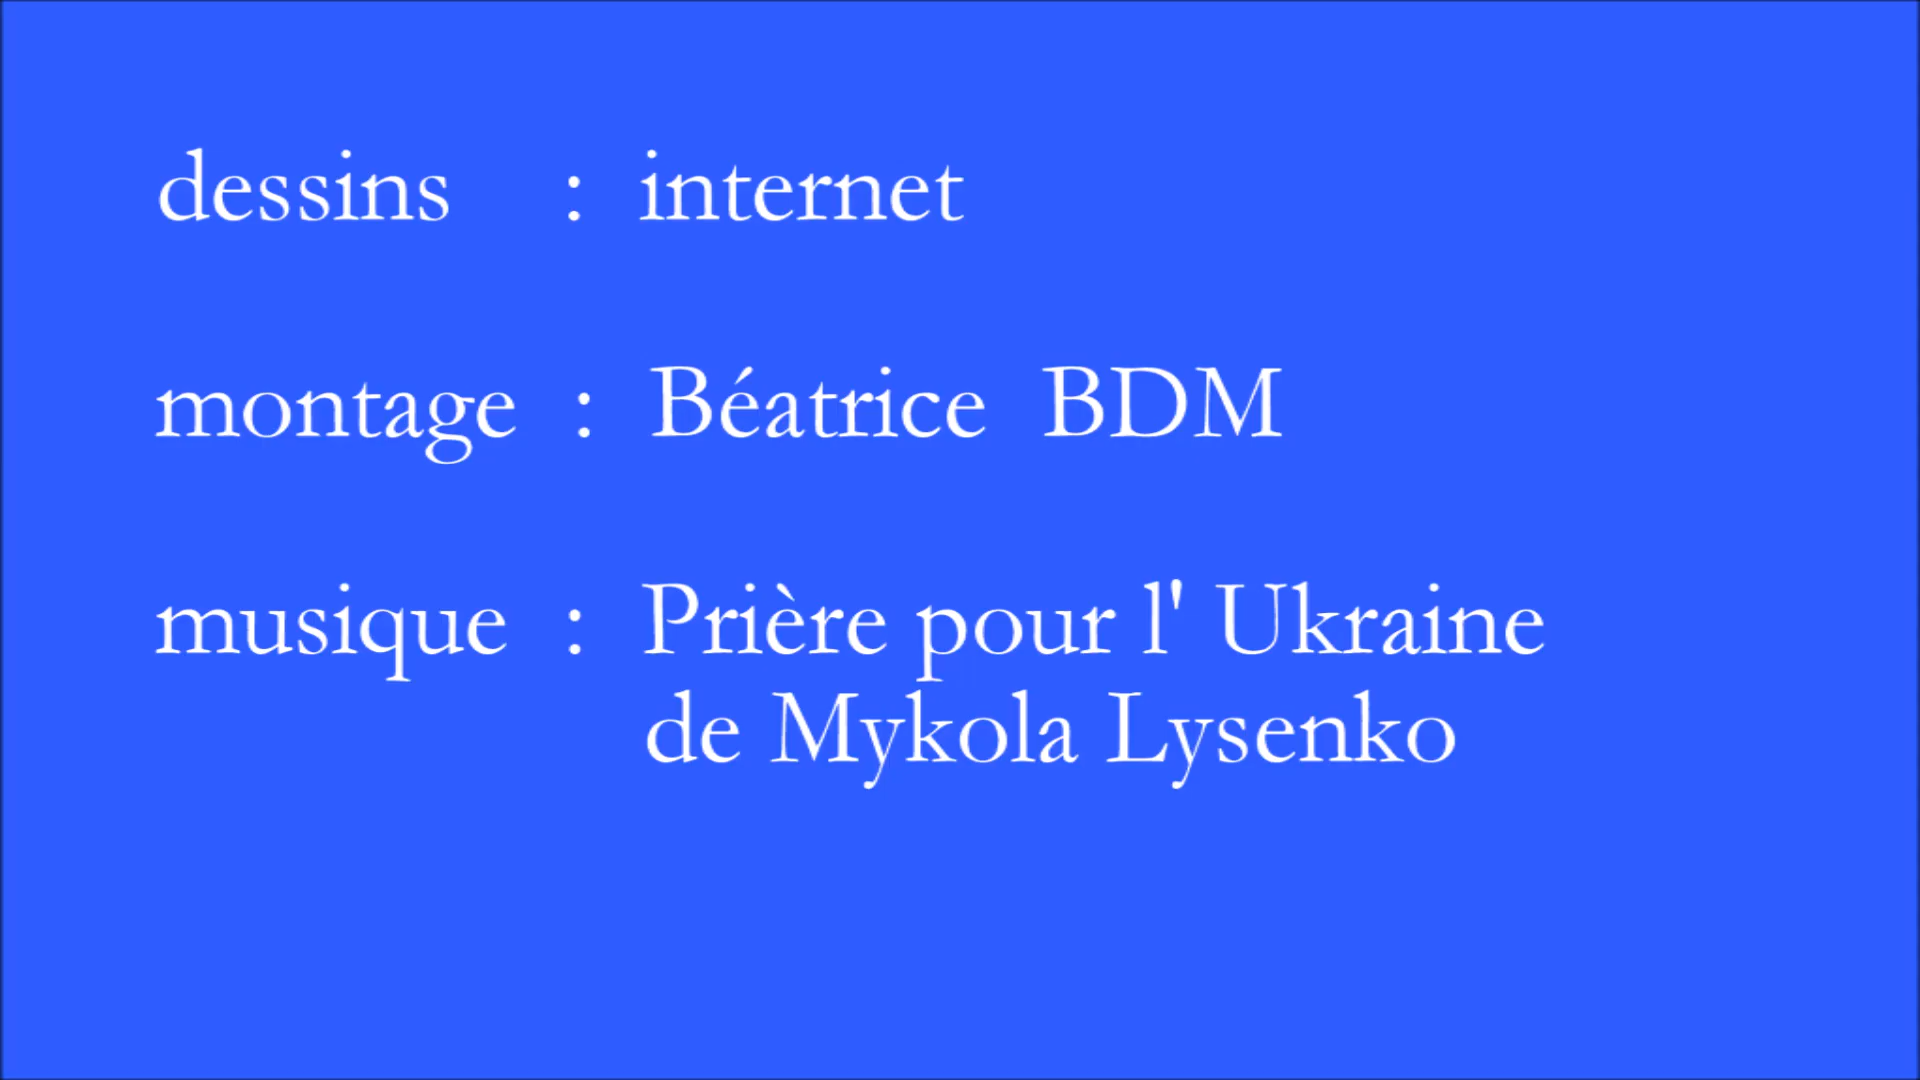 dessins : internet
montage : Béatrice BDM
musique : Prière pour l' Ukraine
de Mykola Lysenko